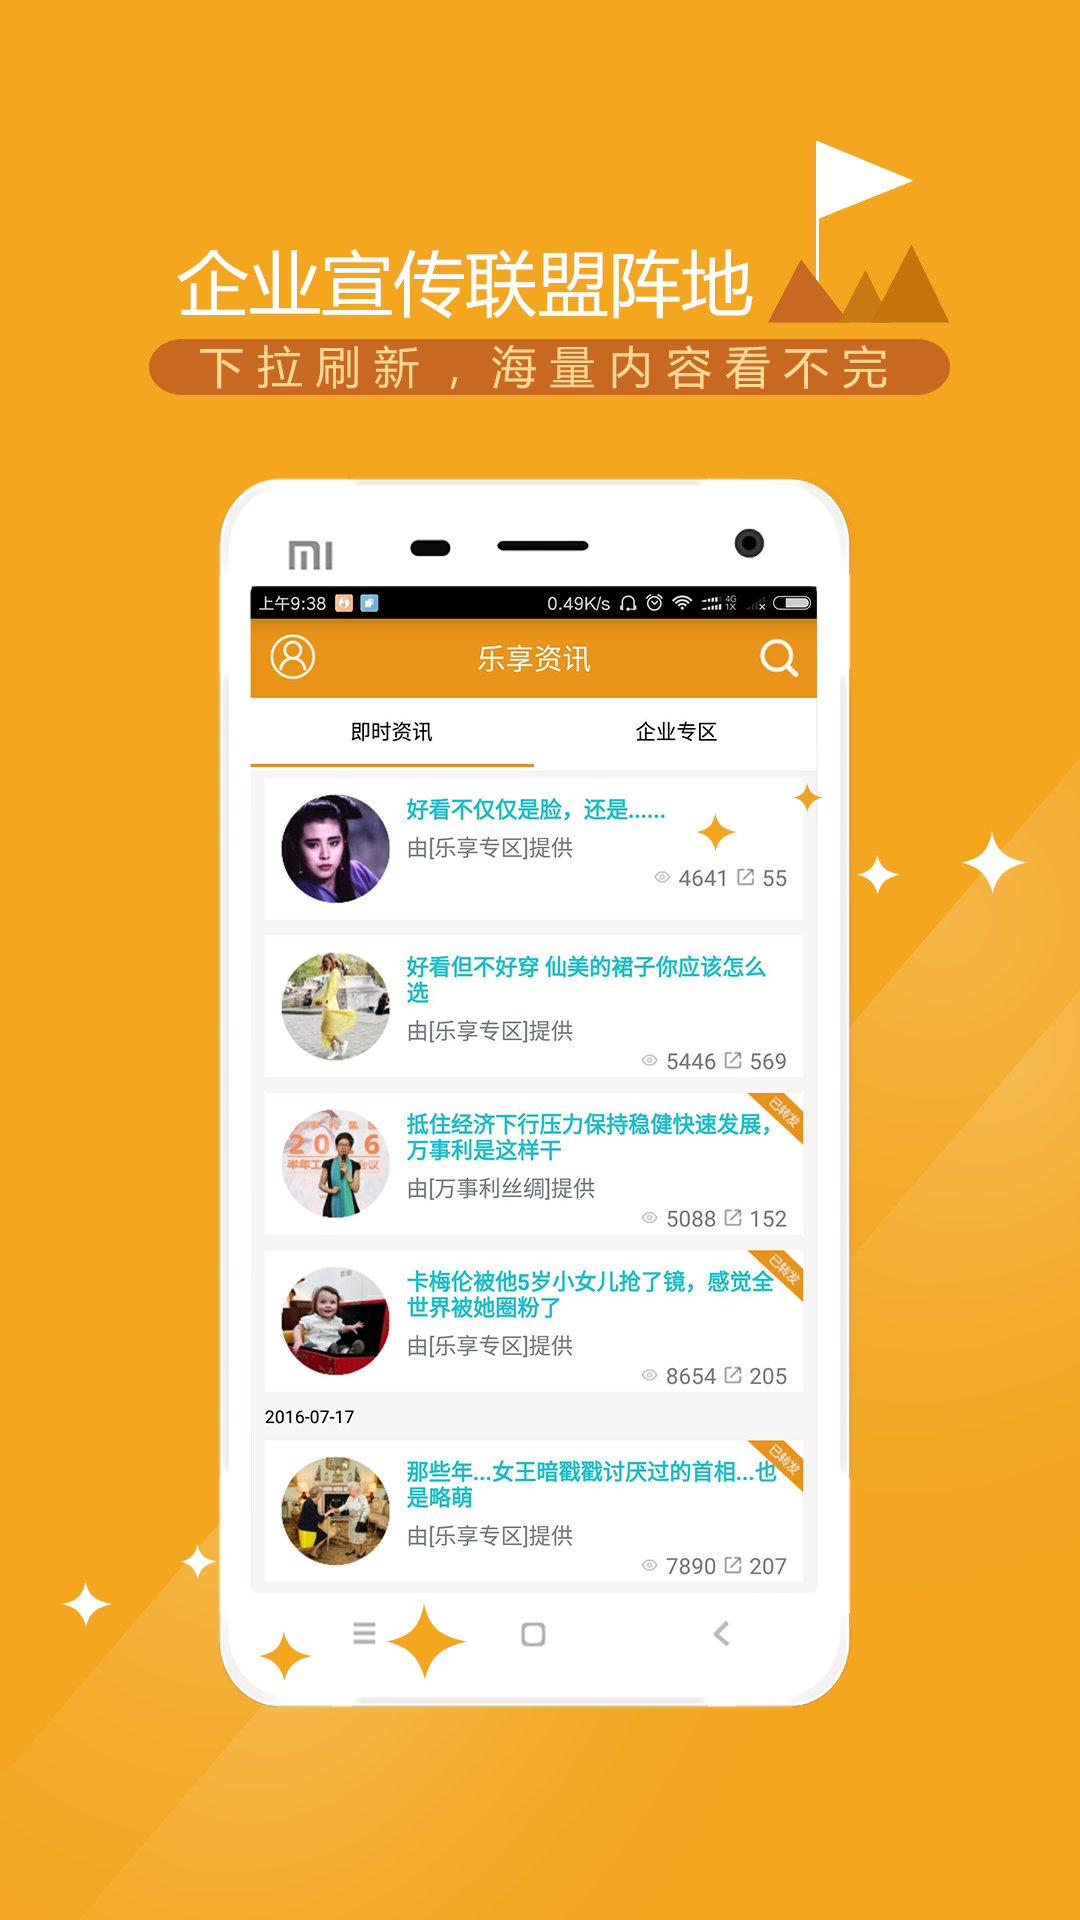 企业宣传联盟阵地
下拉刷新，海量内容看不完
MI
上午9:38
0.49K/s
4G
1X
乐享资讯
即时资讯
企业专区
好看不仅仅是脸，还是......
由[乐享专区]提供
4641 55
好看但不好穿 仙美的裙子你应该怎么
选
由[乐享专区]提供
5446 569
已转发
抵住经济下行压力保持稳健快速发展，
万事利是这样干
2016
由[万事利丝绸]提供
5088 152
已转发
卡梅伦被他5岁小女儿抢了镜，感觉全
世界被她圈粉了
由[乐享专区]提供
8654 205
2016-07-17
已转发
那些年...女王暗戳戳讨厌过的首相...也
是略萌
由[乐享专区]提供
7890 207